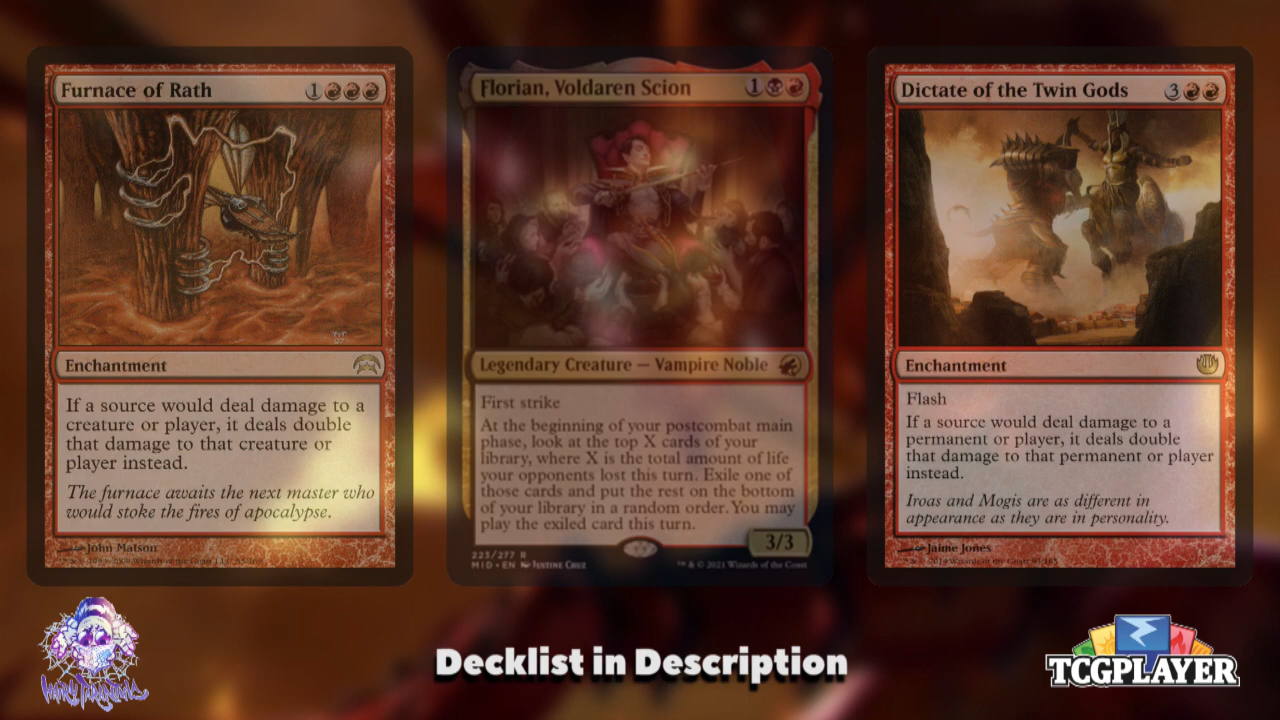 Furnace of Rath
1
Enchantment
If a source would deal damage to a
creature or player, it deals double
that damage to that creature or
player instead.
The furnace awaits the next master who
would stoke the fires of apocalypse.
John Matson
Florian, Voldaren Scion
1
Legendary Creature — Vampire Noble
First strike
At the beginning of your postcombat main
phase, look at the top X cards of your
library, where X is the total amount of life
your opponents lost this turn. Exile one of
those cards and put the rest on the bottom
of your library in a random order. You may
play the exiled card this turn.
3/3
223/277 R
MID • EN Justine Cruz
™ & © 2021 Wizards of the Coast
Dictate of the Twin Gods
3
Enchantment
Flash
If a source would deal damage to a
permanent or player, it deals double
that damage to that permanent or player
instead.
Iroas and Mogis are as different in
appearance as they are in personality.
Jaime Jones
Decklist in Description
TCGPLAYER